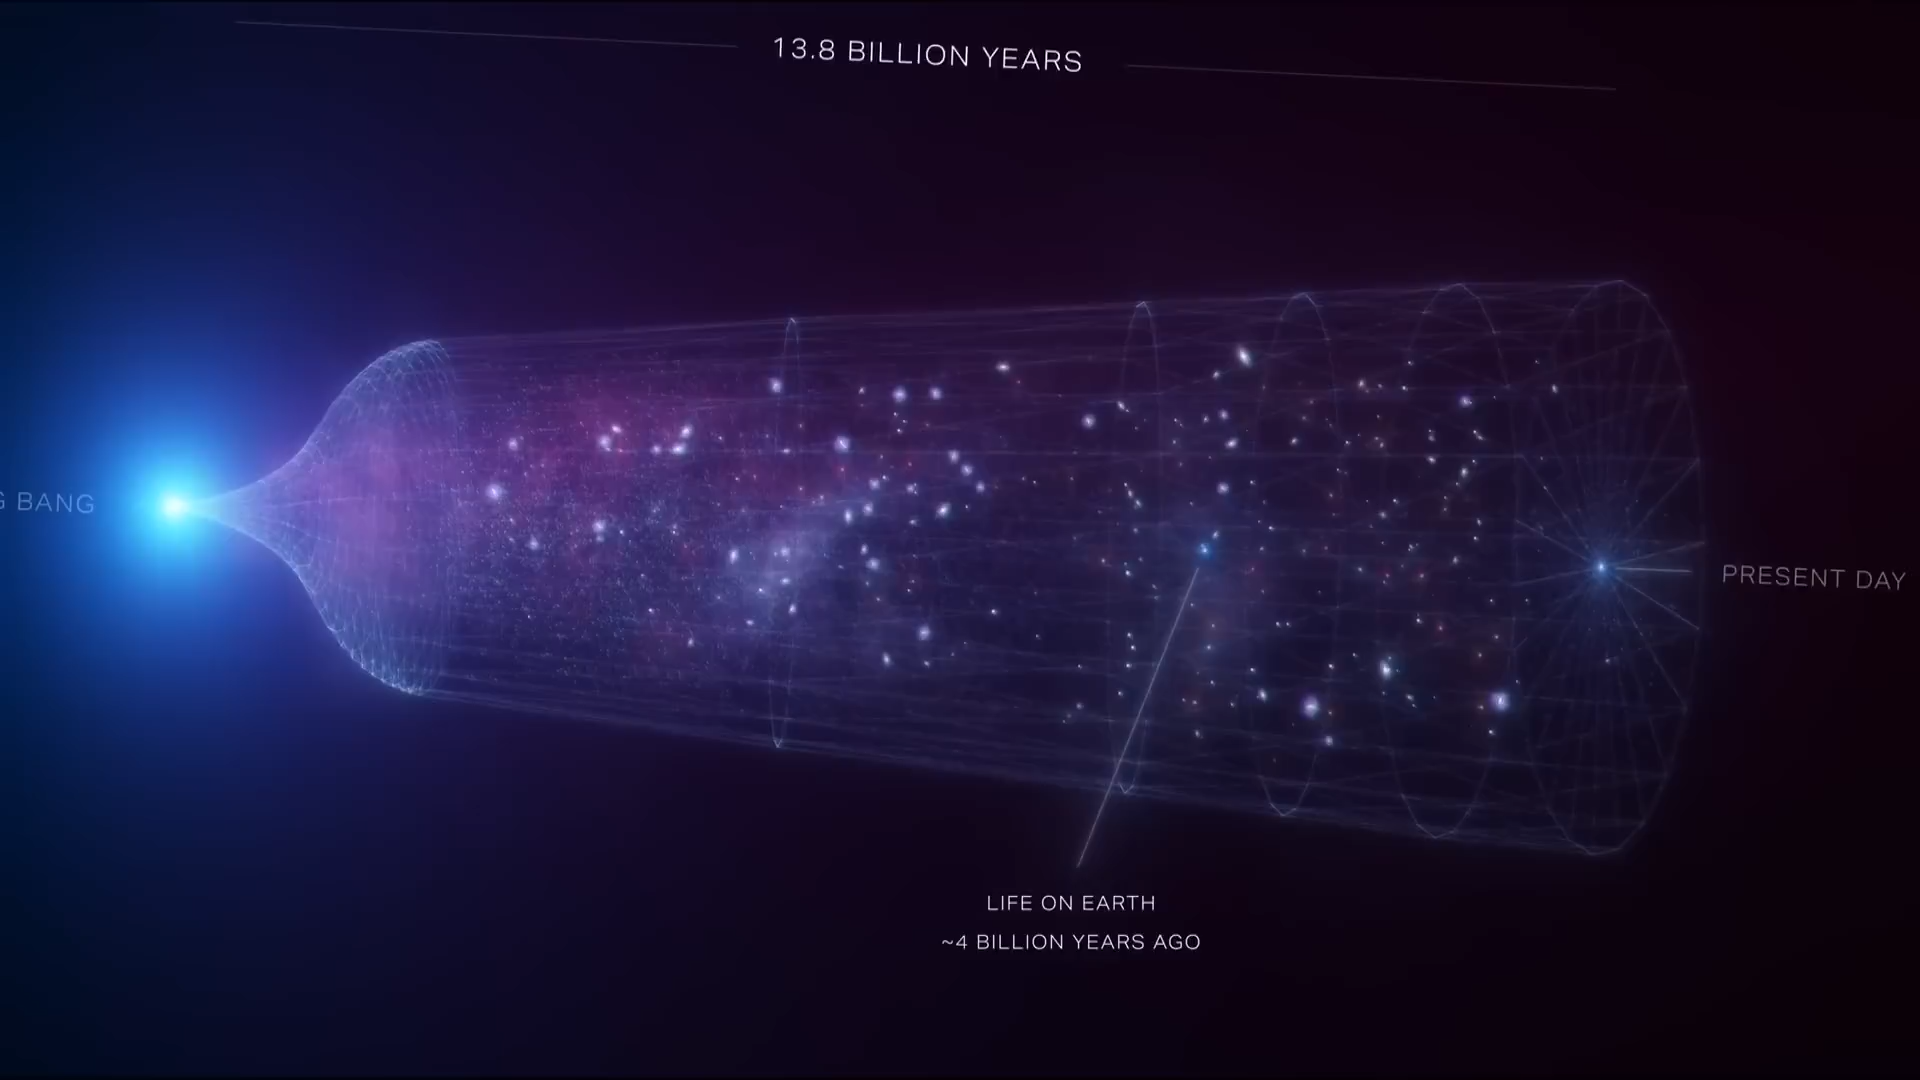 13.8 BILLION YEARS
BANG
PRESENT DAY
LIFE ON EARTH
~4 BILLION YEARS AGO